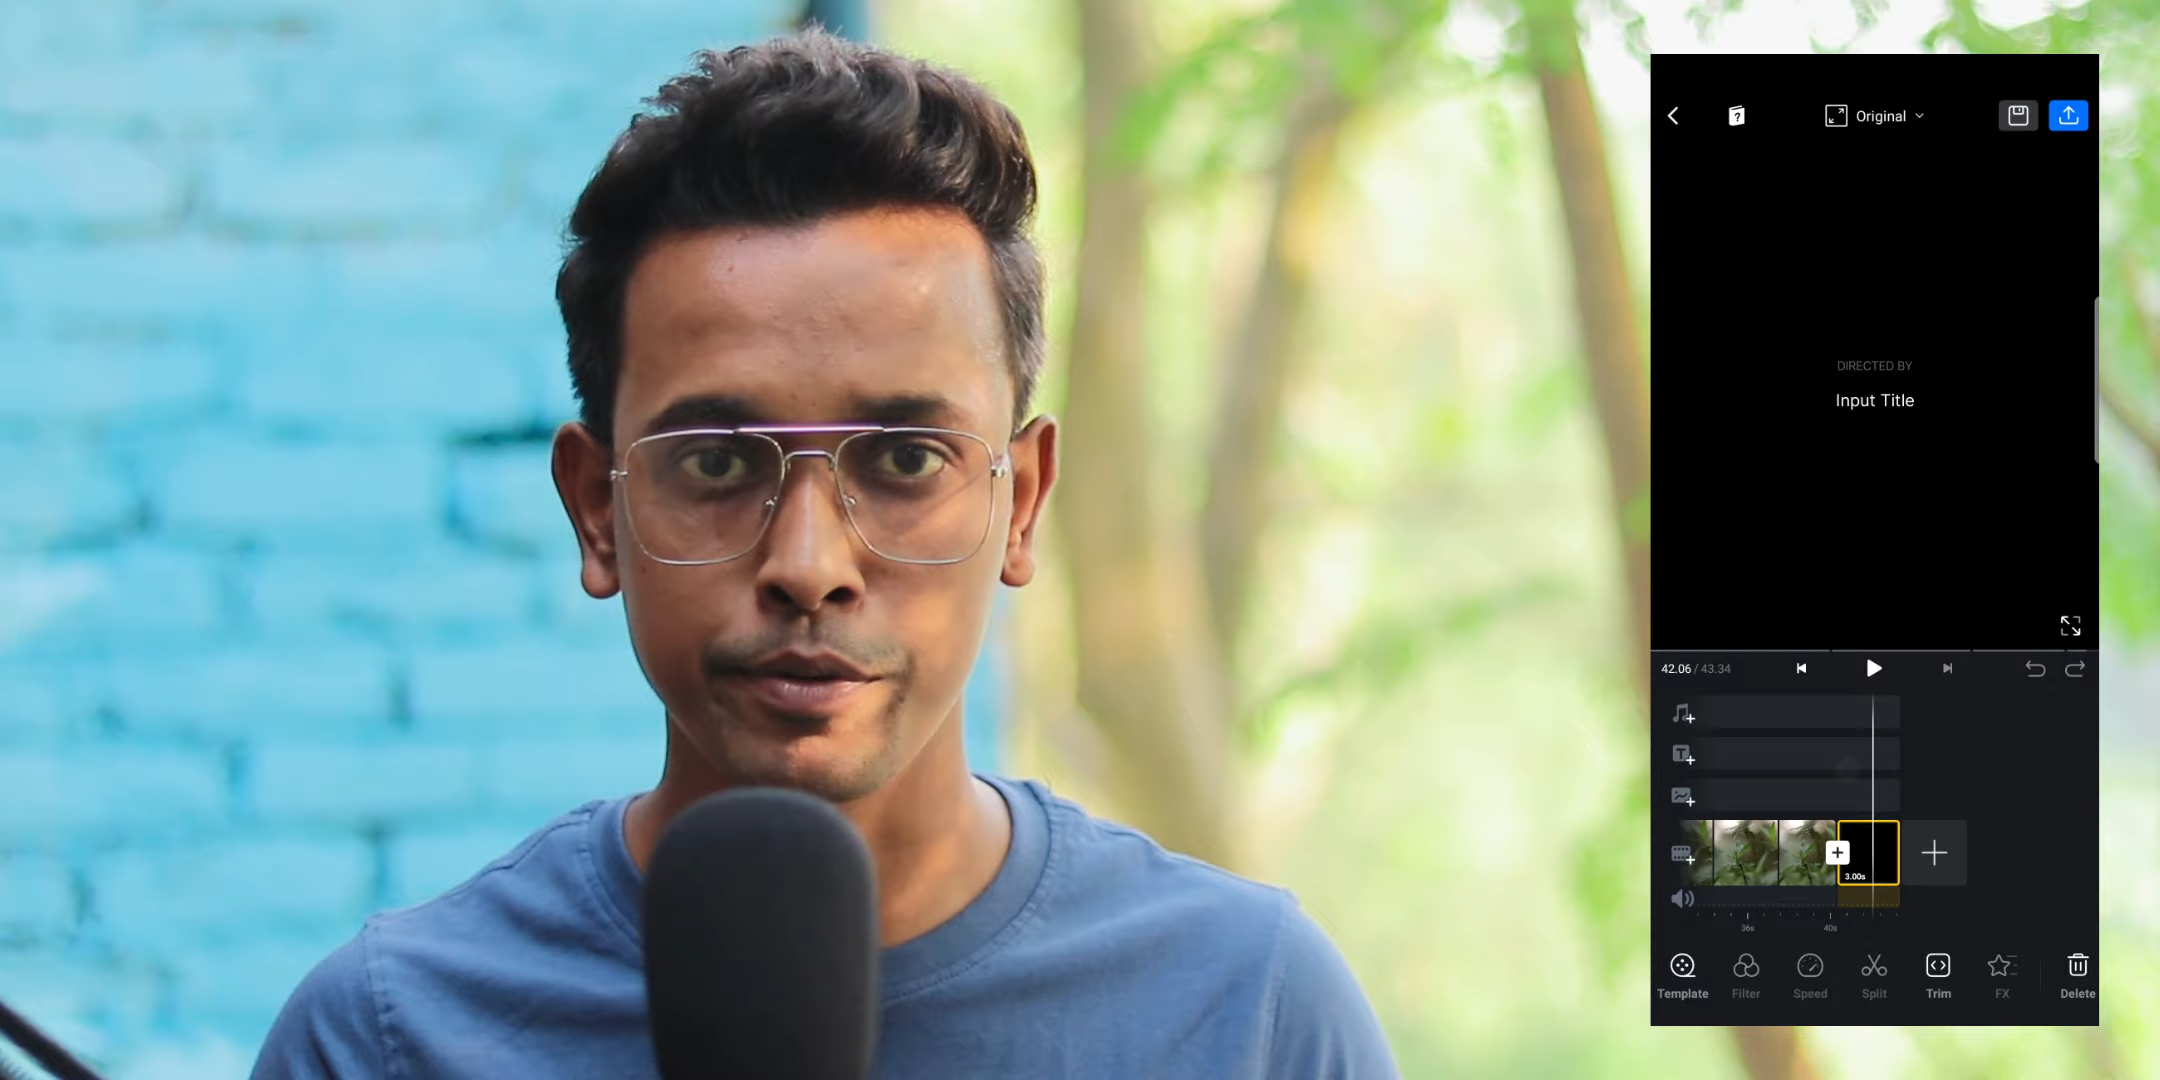 Original
DIRECTED BY
Input Title
42.06 / 43.34
3.00s
36s 40s
Template Filter Speed Split Trim FX Delete